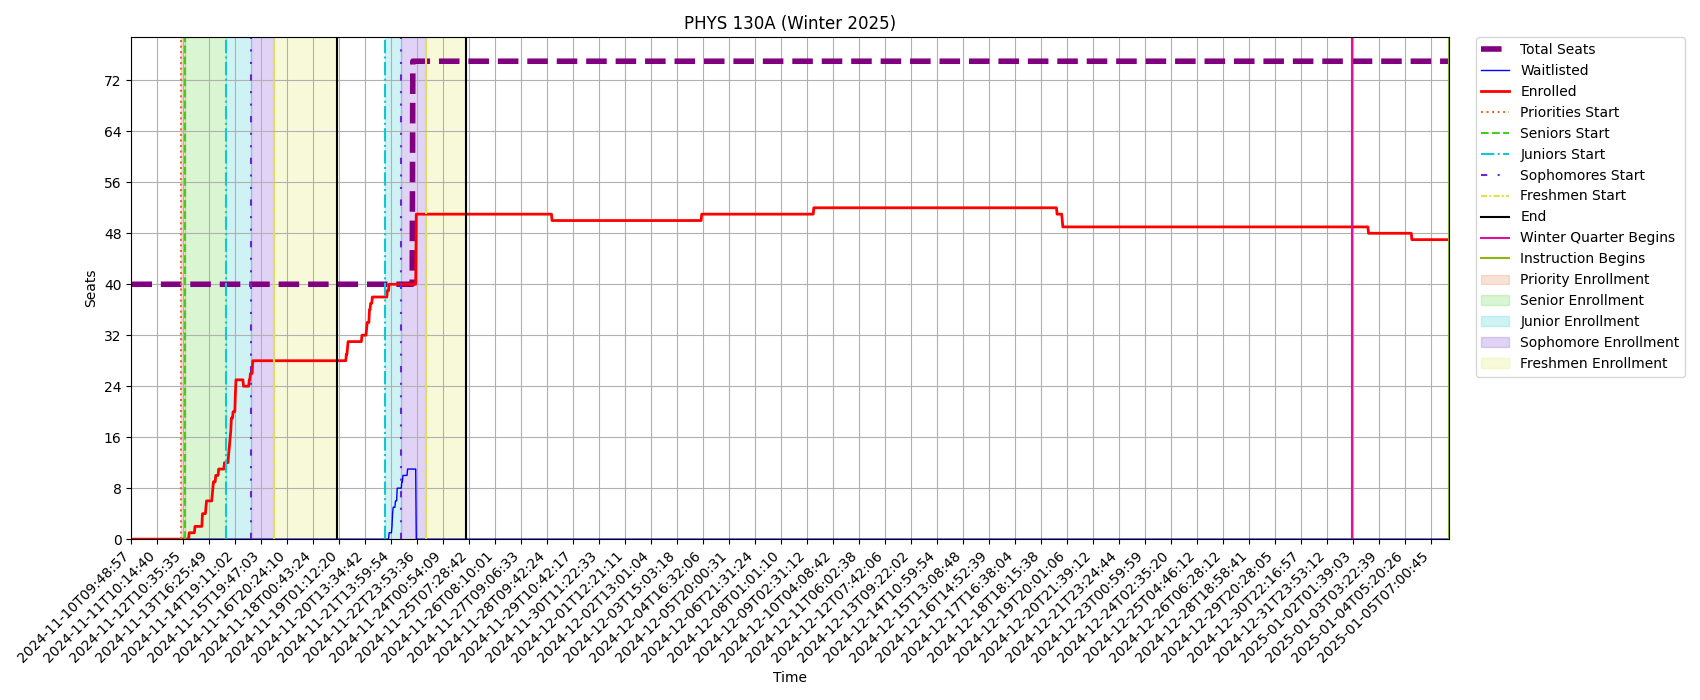 PHYS 130A (Winter 2025)
Total Seats
Waitlisted
Enrolled
Priorities Start
Seniors Start
Juniors Start
Sophomores Start
Freshmen Start
End
Winter Quarter Begins
Instruction Begins
Priority Enrollment
Senior Enrollment
Junior Enrollment
Sophomore Enrollment
Freshmen Enrollment
Seats
72
64
56
48
40
32
24
16
8
0
2024-11-10T09:48:57
2024-11-11T10:14:40
2024-11-12T10:35:35
2024-11-13T16:25:49
2024-11-14T19:11:02
2024-11-15T19:47:03
2024-11-16T20:24:10
2024-11-18T00:43:24
2024-11-19T01:12:20
2024-11-20T13:34:42
2024-11-21T13:59:54
2024-11-22T23:53:36
2024-11-24T00:54:09
2024-11-25T07:28:42
2024-11-26T08:10:01
2024-11-27T09:06:33
2024-11-28T09:42:24
2024-11-29T10:42:17
2024-11-30T11:22:33
2024-12-01T12:21:11
2024-12-02T13:01:04
2024-12-03T15:03:18
2024-12-04T16:32:06
2024-12-05T20:00:31
2024-12-06T21:31:24
2024-12-08T01:01:10
2024-12-09T02:31:12
2024-12-10T04:08:42
2024-12-11T06:02:38
2024-12-12T07:42:06
2024-12-13T09:22:02
2024-12-14T10:59:54
2024-12-15T13:08:48
2024-12-16T14:52:39
2024-12-17T16:38:04
2024-12-18T18:15:38
2024-12-19T20:01:06
2024-12-20T21:39:12
2024-12-21T23:24:44
2024-12-23T00:59:59
2024-12-24T02:35:20
2024-12-25T04:46:12
2024-12-26T06:28:12
2024-12-28T18:58:41
2024-12-29T20:28:05
2024-12-30T22:16:57
2024-12-31T23:53:12
2025-01-02T01:39:03
2025-01-03T03:22:39
2025-01-04T05:20:26
2025-01-05T07:00:45
Time